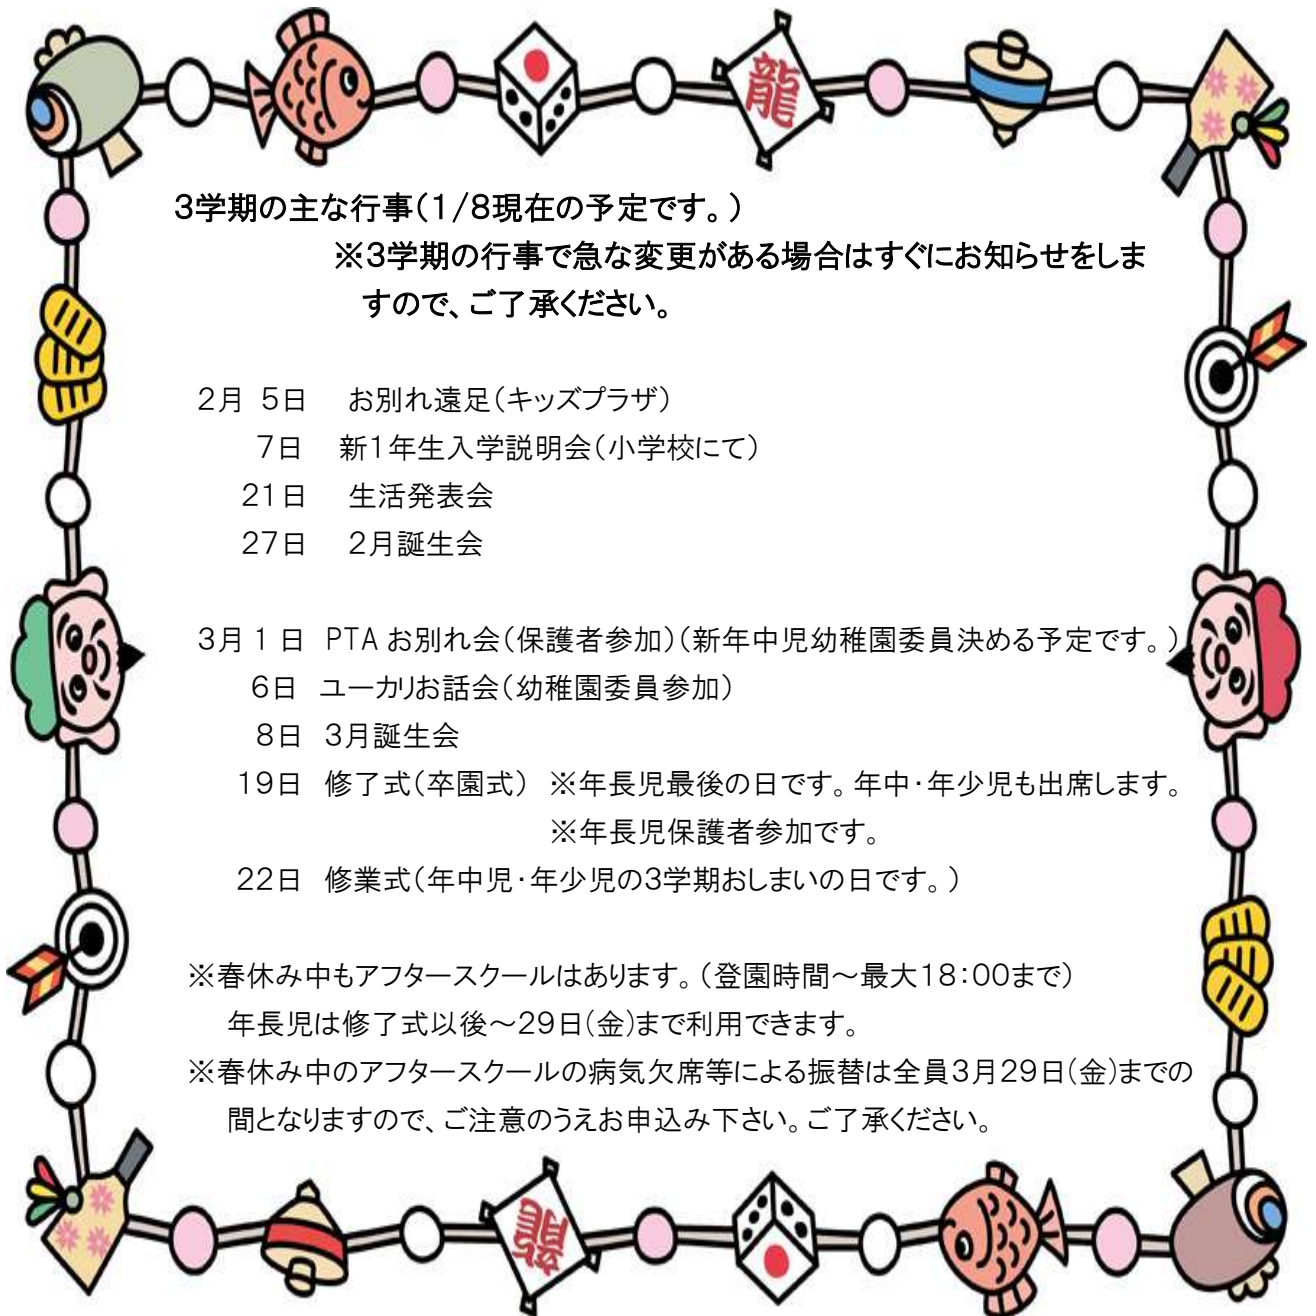 龍
3学期の主な行事(1/8現在の予定です。)
※3学期の行事で急な変更がある場合はすぐにお知らせをしま
すので、ご了承ください。
2月 5日 お別れ遠足(キッズプラザ)
7日 新1年生入学説明会(小学校にて)
21日 生活発表会
27日 2月誕生会
3月 1 日 PTA お別れ会(保護者参加)(新年中児幼稚園委員決める予定です。)
6日 ユーカリお話会(幼稚園委員参加)
8日 3月誕生会
19日 修了式(卒園式) ※年長児最後の日です。年中・年少児も出席します。
※年長児保護者参加です。
22日 修業式(年中児・年少児の3学期おしまいの日です。)
※春休み中もアフタースクールはあります。(登園時間~最大18:00まで)
年長児は修了式以後~29日(金)まで利用できます。
※春休み中のアフタースクールの病気欠席等による振替は全員3月29日(金)までの
間となりますので、ご注意のうえお申込み下さい。ご了承ください。
龍